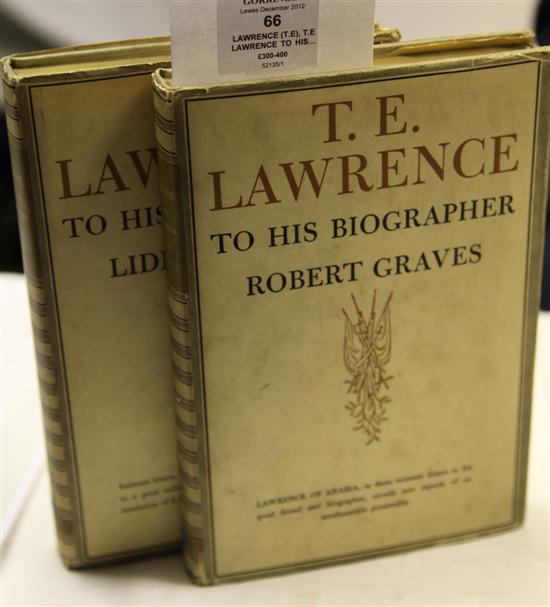 GORRINGES
Lewes December 2012
66
LAWRENCE (T.E), T.E
LAWRENCE TO HIS...
£300-400
52135/1
T. E.
LAWRENCE
TO HIS BIOGRAPHER
ROBERT GRAVES
LAWRENCE OF ARABIA, in these intimate letters to his
good friend and biographer, reveals new aspects of an
inexhaustible personality.
LAW
TO HIS
LID